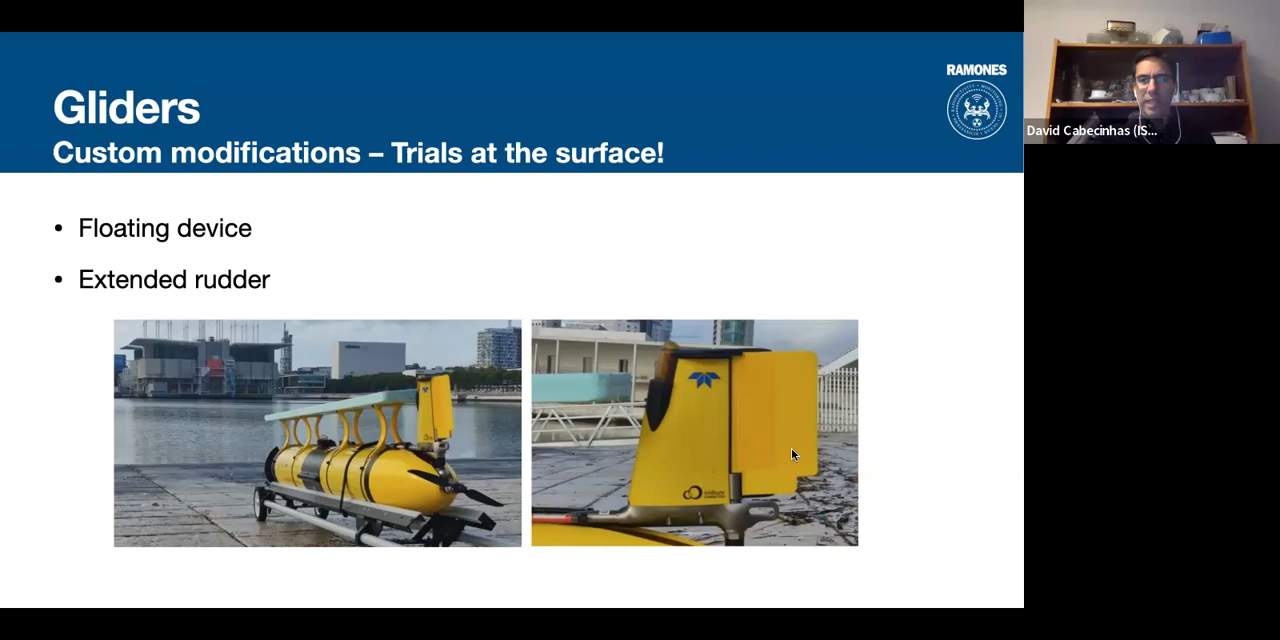 RAMONES
Gliders
Custom modifications – Trials at the surface!
• Floating device
• Extended rudder
David Cabecinhas (IS...